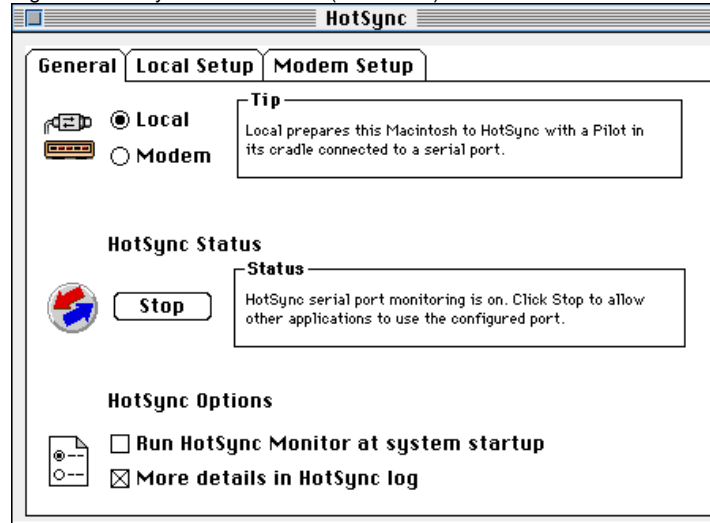 HotSync
General Local Setup Modem Setup
Local
Modem
Tip
Local prepares this Macintosh to HotSync with a Pilot in
its cradle connected to a serial port.
HotSync Status
Stop
Status
HotSync serial port monitoring is on. Click Stop to allow
other applications to use the configured port.
HotSync Options
Run HotSync Monitor at system startup
More details in HotSync log